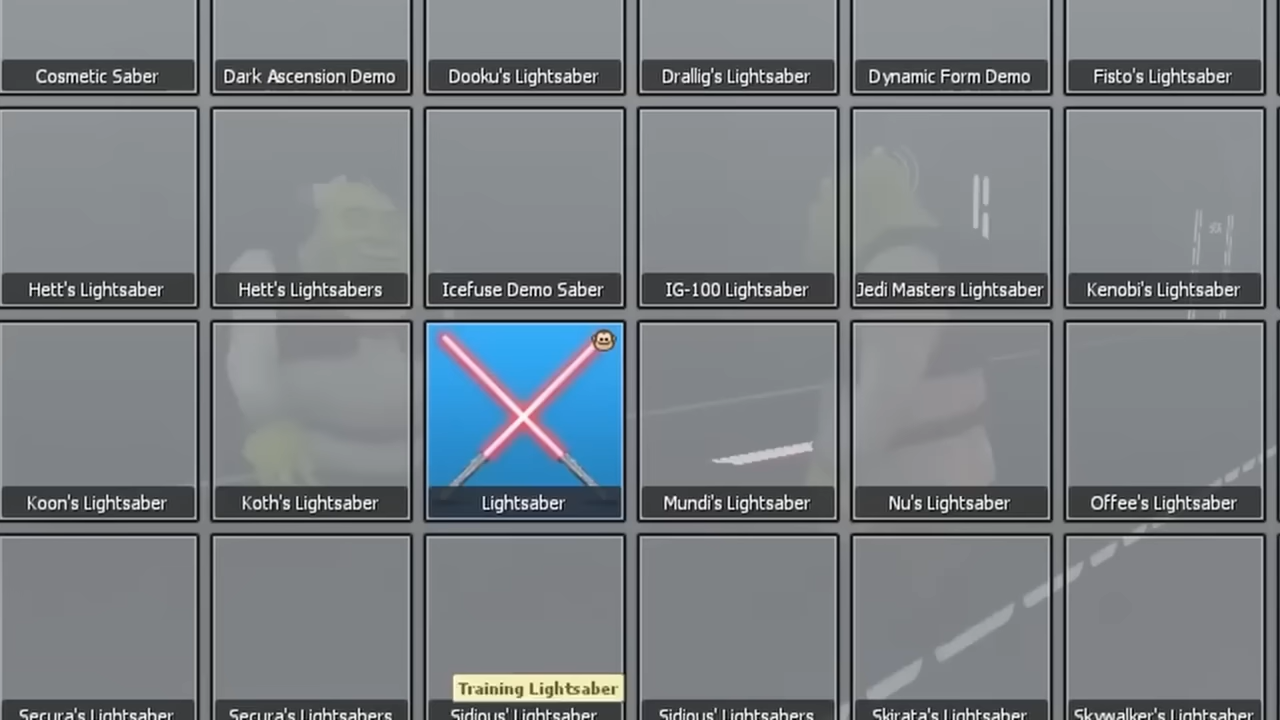 Cosmetic Saber
Dark Ascension Demo
Dooku's Lightsaber
Drallig's Lightsaber
Dynamic Form Demo
Fisto's Lightsaber
Hett's Lightsaber
Hett's Lightsabers
Icefuse Demo Saber
IG-100 Lightsaber
Jedi Masters Lightsaber
Kenobi's Lightsaber
Koon's Lightsaber
Koth's Lightsaber
Lightsaber
Mundi's Lightsaber
Nu's Lightsaber
Offee's Lightsaber
Training Lightsaber
Secura's Lightsaber
Secura's Lightsabers
Sidious' Lightsaber
Sidious' Lightsabers
Skirata's Lightsaber
Skywalker's Lightsaber